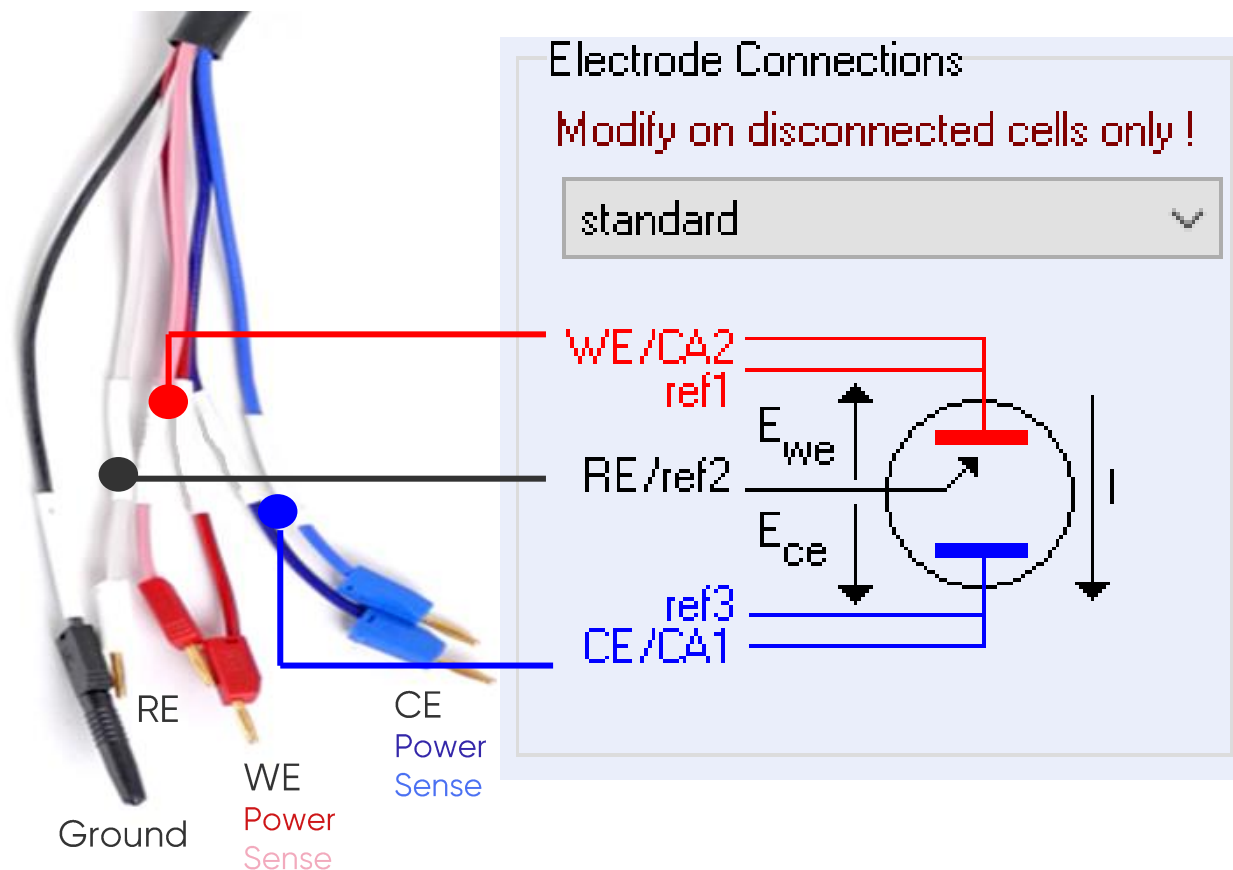 Electrode Connections
Modify on disconnected cells only !
standard
WE/CA2
ref1
Ewe
RE/ref2
I
Ece
ref3
CE/CA1
RE
CE
Power
Sense
WE
Power
Sense
Ground